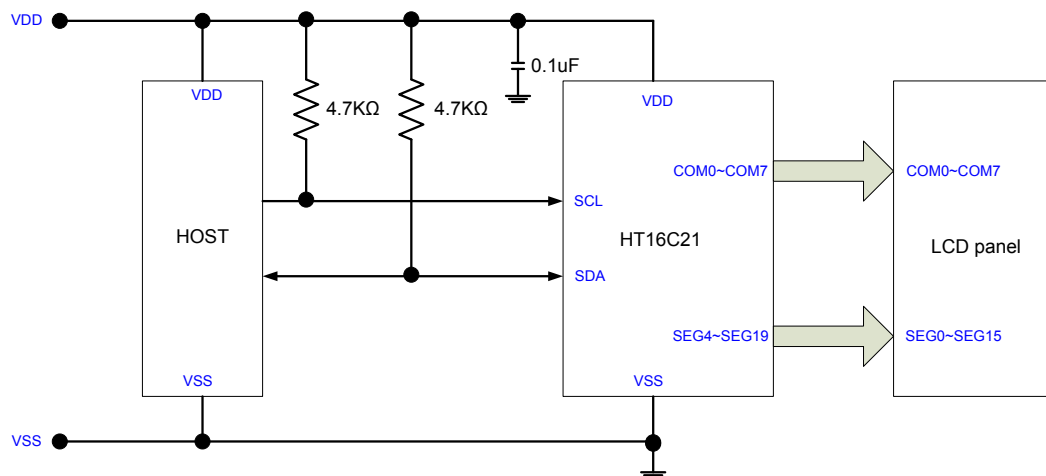 VDD
0.1uF
VDD
4.7KΩ
4.7KΩ
VDD
COM0~COM7
COM0~COM7
SCL
HOST
HT16C21
LCD panel
SDA
SEG4~SEG19
SEG0~SEG15
VSS
VSS
VSS